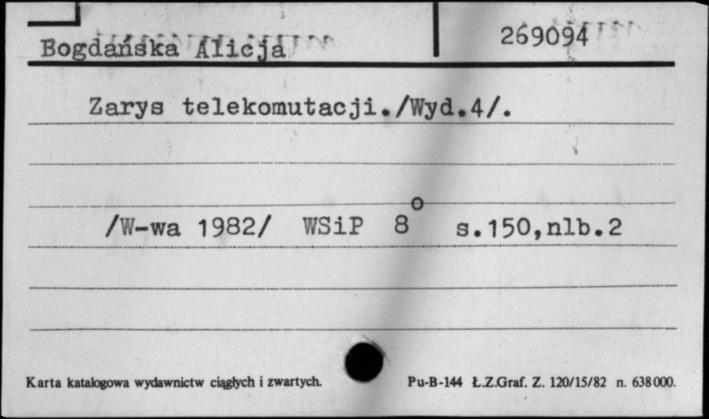 Bogdańska Alicja 269094
Zarys telekomutacji./Wyd.4/.
/W-wa 1982/ WSiP 8° s.150,nlb.2
Karta katalogowa wydawnictw ciągłych i zwartych. Pu-B-144 Ł.Z.Graf. Z. 120/15/82 n. 638000.